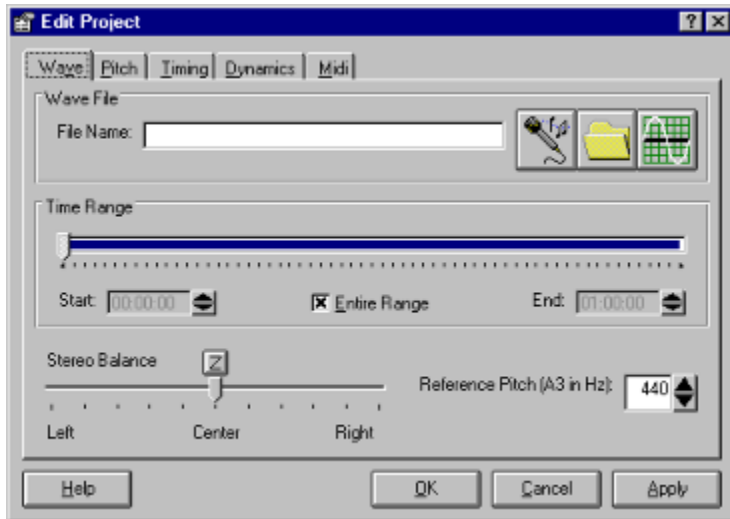 Edit Project
Wave Pitch Timing Dynamics Midi
Wave File
File Name:
Time Range
Start: 00:00:00 Entire Range End: 01:00:00
Stereo Balance Z
Reference Pitch (A3 in Hz): 440
Left Center Right
Help OK Cancel Apply